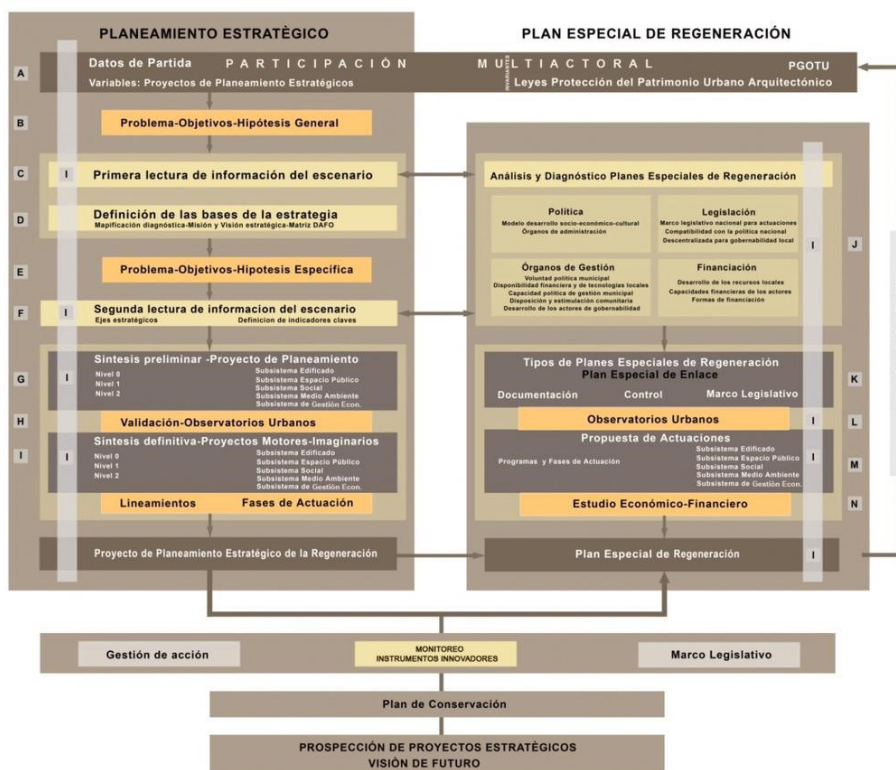 PLANEAMIENTO ESTRATÈGICO
PLAN ESPECIAL DE REGENERACIÓN
A
Datos de Partida
PARTICIPACIÓN MULTIACTORAL
INVARIANTES
PGOTU
Variables: Proyectos de Planeamiento Estratégicos
Leyes Protección del Patrimonio Urbano Arquitectónico
B
Problema-Objetivos-Hipótesis General
C
I
Primera lectura de información del escenario
D
Definición de las bases de la estrategia
Mapificación diagnóstica-Misión y Visión estratégica-Matriz DAFO
E
Problema-Objetivos-Hipotesis Específica
F
I
Segunda lectura de informacion del escenario
Ejes estratégicos
Definicion de indicadores claves
G
I
Síntesis preliminar -Proyecto de Planeamiento
Nivel 0
Nivel 1
Nivel 2
Subsistema Edificado
Subsistema Espacio Público
Subsistema Social
Subsistema Medio Ambiente
Subsistema de Gestión Econ.
H
Validación-Observatorios Urbanos
I
I
Síntesis definitiva-Proyectos Motores-Imaginarios
Nivel 0
Nivel 1
Nivel 2
Subsistema Edificado
Subsistema Espacio Público
Subsistema Social
Subsistema Medio Ambiente
Subsistema de Gestión Econ.
Lineamientos
Fases de Actuación
Proyecto de Planeamiento Estratégico de la Regeneración
Análisis y Diagnóstico Planes Especiales de Regeneración
Política
Modelo desarrollo socio-económico-cultural
Órganos de administración
Legislación
Marco legislativo nacional para actuaciones
Compatibilidad con la política nacional
Descentralizada para gobernabilidad local
I
J
Órganos de Gestión
Voluntad política municipal
Disponibilidad financiera y de tecnologías locales
Capacidad política de gestión municipal
Disposición y estimulación comunitaria
Desarrollo de los actores de gobernabilidad
Financiación
Desarrollo de los recursos locales
Capacidades financieras de los actores
Formas de financiación
Tipos de Planes Especiales de Regeneración
Plan Especial de Enlace
K
Documentación
Control
Marco Legislativo
Observatorios Urbanos
I
L
Propuesta de Actuaciones
Programas y Fases de Actuación
Subsistema Edificado
Subsistema Espacio Público
Subsistema Social
Subsistema Medio Ambiente
Subsistema de Gestión Econ.
I
M
Estudio Económico-Financiero
N
Plan Especial de Regeneración
I
Gestión de acción
MONITOREO
INSTRUMENTOS INNOVADORES
Marco Legislativo
Plan de Conservación
PROSPECCIÓN DE PROYECTOS ESTRATÉGICOS
VISIÓN DE FUTURO